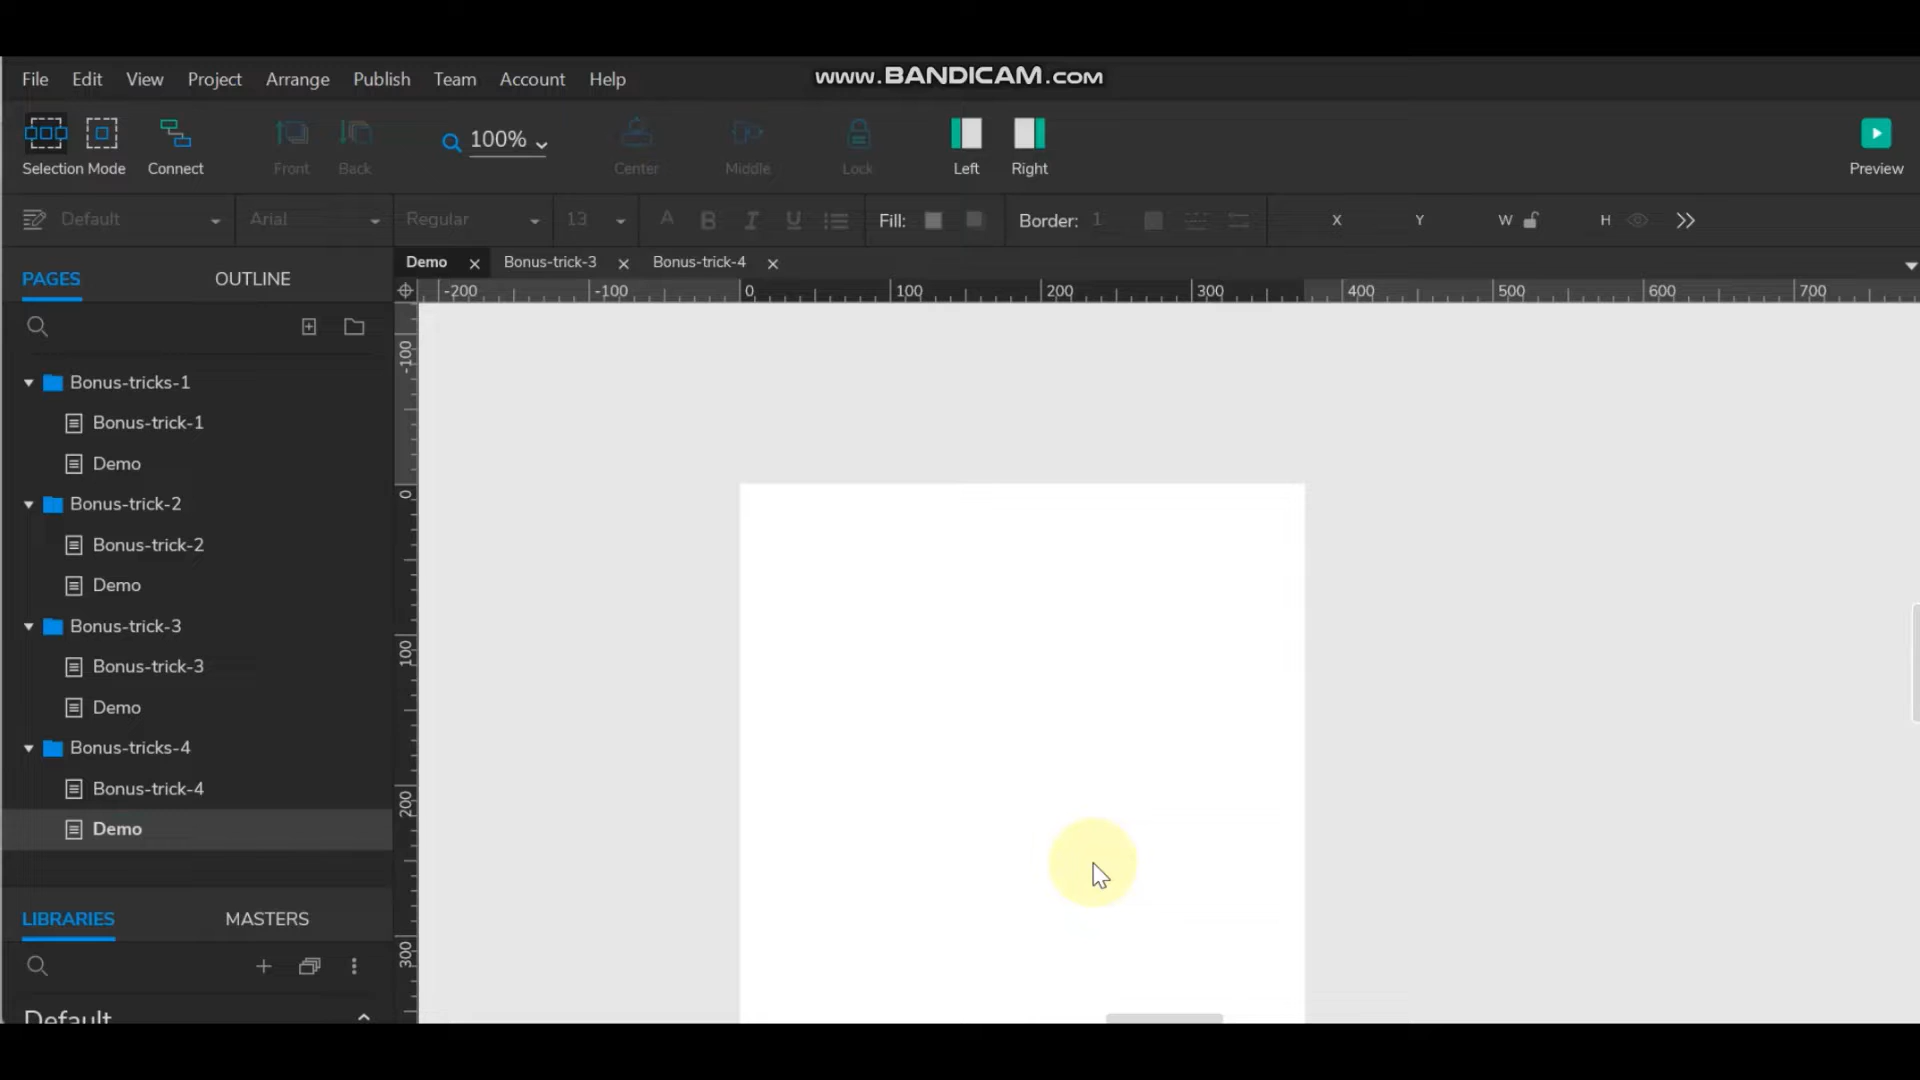 File Edit View Project Arrange Publish Team Account Help
www.BANDICAM.com
Selection Mode Connect Front Back 100% Center Middle Lock Left Right Preview
Default Arial Regular 13 A B I U Fill: Border: 1 X Y W H
PAGES OUTLINE
Demo Bonus-trick-3 Bonus-trick-4
-200 -100 0 100 200 300 400 500 600 700
-100
0
100
200
300
Bonus-tricks-1
Bonus-trick-1
Demo
Bonus-trick-2
Bonus-trick-2
Demo
Bonus-trick-3
Bonus-trick-3
Demo
Bonus-tricks-4
Bonus-trick-4
Demo
LIBRARIES MASTERS
Default